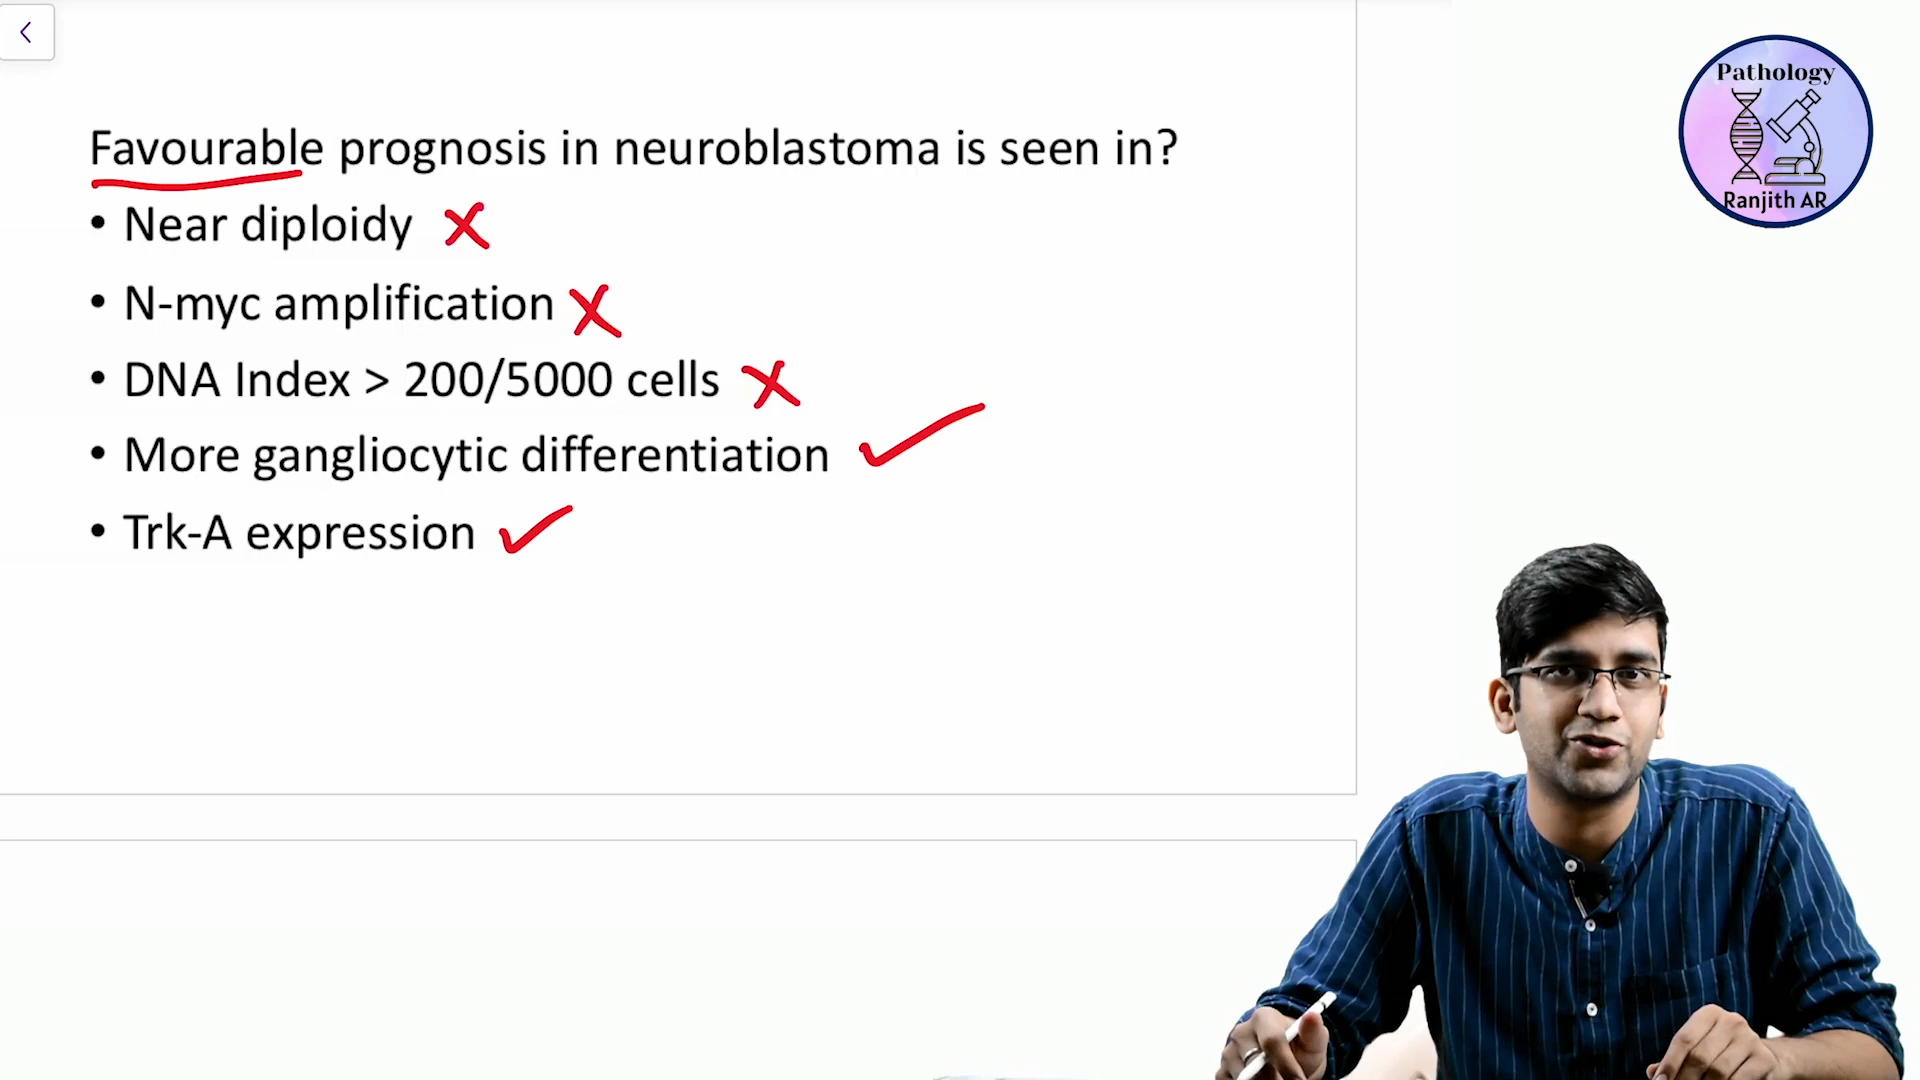 Favourable prognosis in neuroblastoma is seen in?
• Near diploidy
• N-myc amplification
• DNA Index > 200/5000 cells
• More gangliocytic differentiation
• Trk-A expression
Pathology
Ranjith AR